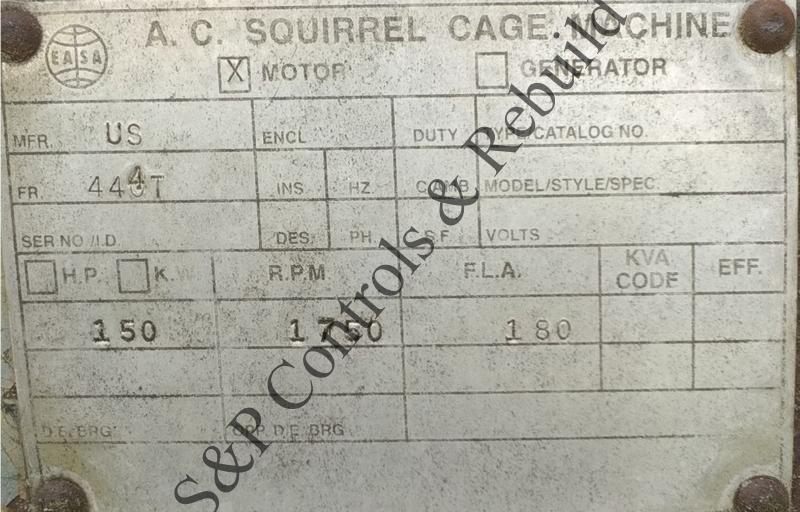 A. C. SQUIRREL CAGE MACHINE
EASA
X MOTOR GENERATOR
MFR. US ENCL DUTY TYPE/CATALOG NO.
FR. 444T INS HZ C AMB MODEL/STYLE/SPEC.
SER NO./I.D. DES PH C S.F. VOLTS
H.P. K.W. R.P.M. F.L.A. KVA CODE EFF.
150 1750 180
D.E. BRG OPP D.E. BRG
S&P Controls & Rebuild